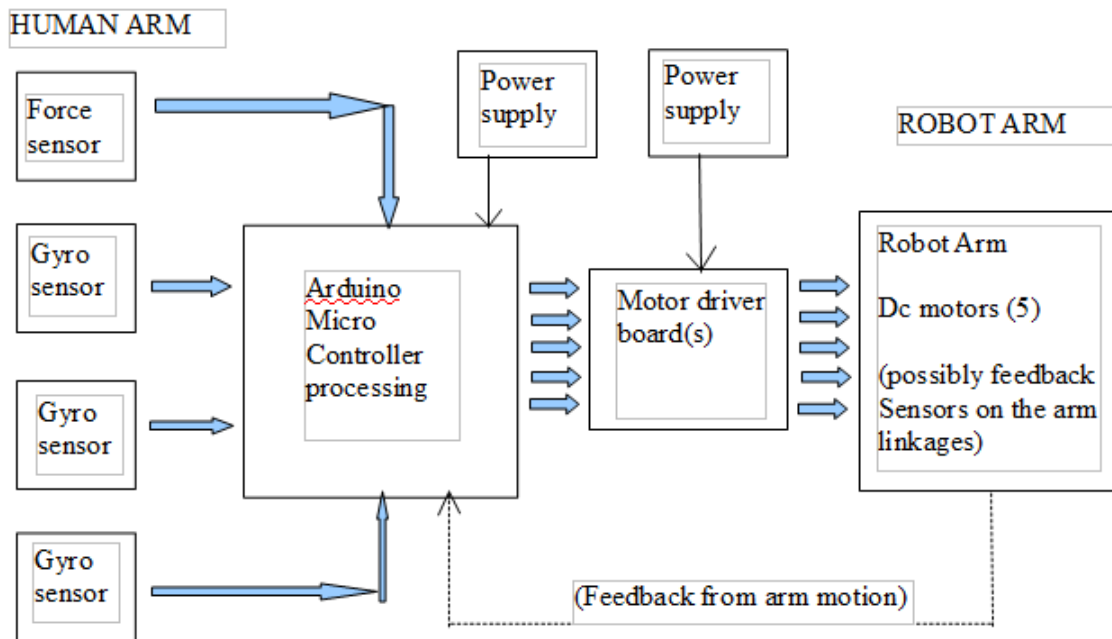 HUMAN ARM
Force
sensor
Gyro
sensor
Gyro
sensor
Gyro
sensor
Power
supply
Power
supply
Arduino
Micro
Controller
processing
Motor driver
board(s)
ROBOT ARM
Robot Arm
Dc motors (5)
(possibly feedback
Sensors on the arm
linkages)
(Feedback from arm motion)